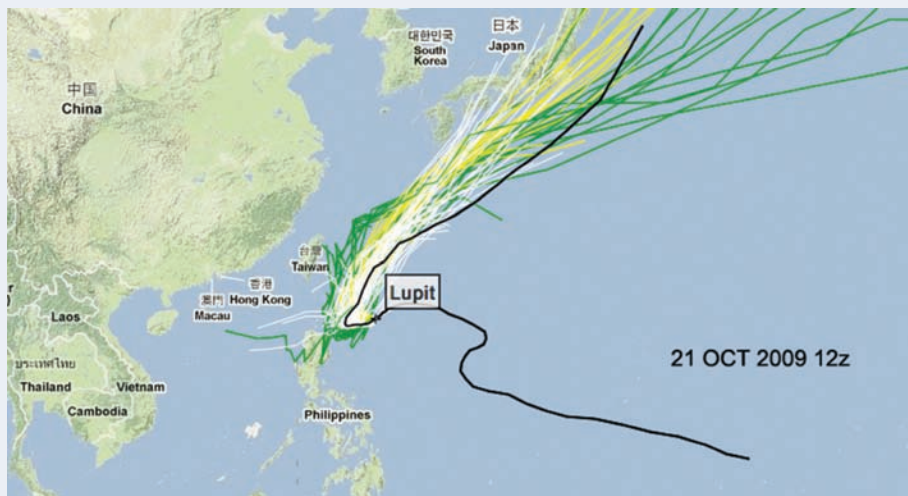 日本
Japan
대한민국
South
Korea
中国
China
台灣
Taiwan
香港
Hong Kong
澳門
Macau
Lupit
Laos
ประเทศไทย
Thailand
Vietnam
Cambodia
Philippines
21 OCT 2009 12z